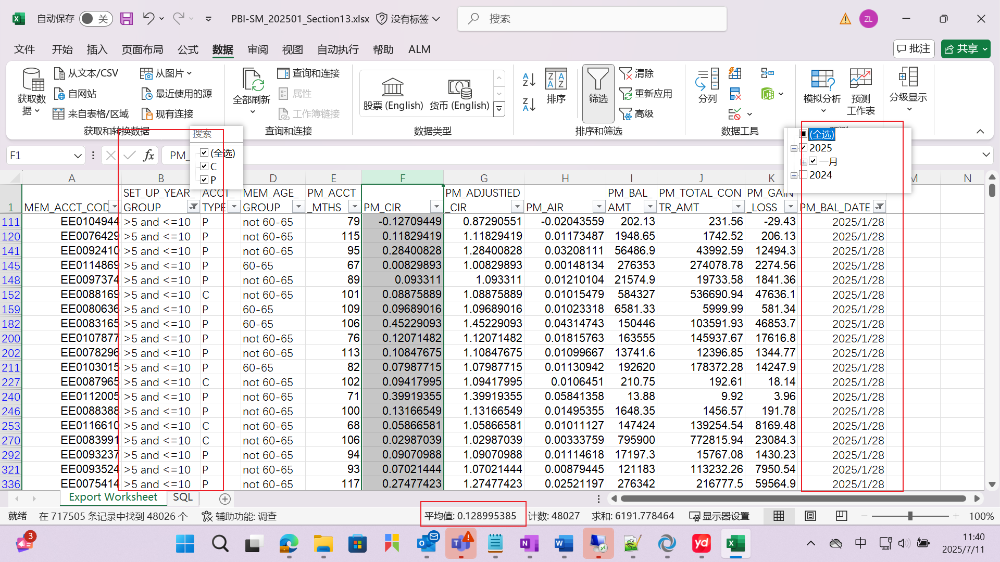 自动保存 关 PBI-SM_202501_Section13.xlsx 没有标签 搜索 ZL
文件 开始 插入 页面布局 公式 数据 审阅 视图 自动执行 帮助 ALM 批注 共享
获取数据 从文本/CSV 自网站 来自表格/区域 从图片 最近使用的源 现有连接
获取和转换数据
全部刷新 查询和连接 属性 工作簿链接
查询和连接
股票 (English) 货币 (English)
数据类型
排序 筛选 清除 重新应用 高级
排序和筛选
分列
数据工具
模拟分析 预测工作表
分级显示
搜索
(全选)
C
P
(全选)
2025
一月
2024
F1 fx PM_
A B D E F G H I J K M N
1 MEM_ACCT_COD SET_UP_YEAR_GROUP ACCT_TYPE MEM_AGE_GROUP PM_ACCT_MTHS PM_CIR PM_ADJUSTIED_CIR PM_AIR PM_BAL_AMT PM_TOTAL_CONTR_AMT PM_GAIN_LOSS PM_BAL_DATE
111 EE0104944 >5 and <=10 P not 60-65 79 -0.12709449 0.87290551 -0.02043559 202.13 231.56 -29.43 2025/1/28
120 EE0076429 >5 and <=10 P not 60-65 115 0.11829419 1.11829419 0.01173487 1948.65 1742.52 206.13 2025/1/28
141 EE0092410 >5 and <=10 P not 60-65 95 0.28400828 1.28400828 0.03208111 56486.9 43992.59 12494.3 2025/1/28
145 EE0114869 >5 and <=10 P 60-65 67 0.00829893 1.00829893 0.00148134 276353 274078.78 2274.56 2025/1/28
148 EE0097374 >5 and <=10 P not 60-65 89 0.093311 1.093311 0.01210104 21574.9 19733.58 1841.36 2025/1/28
152 EE0088169 >5 and <=10 C not 60-65 101 0.08875889 1.08875889 0.01015479 584327 536690.94 47636.1 2025/1/28
159 EE0080636 >5 and <=10 P 60-65 109 0.09689016 1.09689016 0.01023318 6581.33 5999.99 581.34 2025/1/28
182 EE0083165 >5 and <=10 P 60-65 106 0.45229093 1.45229093 0.04314743 150446 103591.93 46853.7 2025/1/28
200 EE0107877 >5 and <=10 P not 60-65 76 0.12071482 1.12071482 0.01815763 163555 145937.67 17616.8 2025/1/28
202 EE0078296 >5 and <=10 P not 60-65 113 0.10847675 1.10847675 0.01099667 13741.6 12396.85 1344.77 2025/1/28
211 EE0103015 >5 and <=10 P 60-65 82 0.07987715 1.07987715 0.01130942 192620 178372.28 14247.9 2025/1/28
227 EE0087965 >5 and <=10 C not 60-65 102 0.09417995 1.09417995 0.0106451 210.75 192.61 18.14 2025/1/28
240 EE0112005 >5 and <=10 P not 60-65 71 0.39919355 1.39919355 0.05841358 13.88 9.92 3.96 2025/1/28
246 EE0088388 >5 and <=10 P not 60-65 100 0.13166549 1.13166549 0.01495355 1648.35 1456.57 191.78 2025/1/28
253 EE0116610 >5 and <=10 C not 60-65 68 0.05866581 1.05866581 0.01011127 147424 139254.54 8169.48 2025/1/28
270 EE0083991 >5 and <=10 C not 60-65 106 0.02987039 1.02987039 0.00333759 795900 772815.94 23084.3 2025/1/28
292 EE0093237 >5 and <=10 P not 60-65 94 0.09070988 1.09070988 0.01114618 17197.3 15767.08 1430.23 2025/1/28
321 EE0093524 >5 and <=10 P not 60-65 93 0.07021444 1.07021444 0.00879445 121183 113232.26 7950.54 2025/1/28
336 EE0075414 >5 and <=10 P not 60-65 117 0.27477423 1.27477423 0.02521197 276342 216777.5 59564.9 2025/1/28
Export Worksheet SQL
就绪 在 717505 条记录中找到 48026 个 辅助功能: 调查 平均值: 0.128995385 计数: 48027 求和: 6191.778464 显示器设置 100%
3 中 11:40
2025/7/11